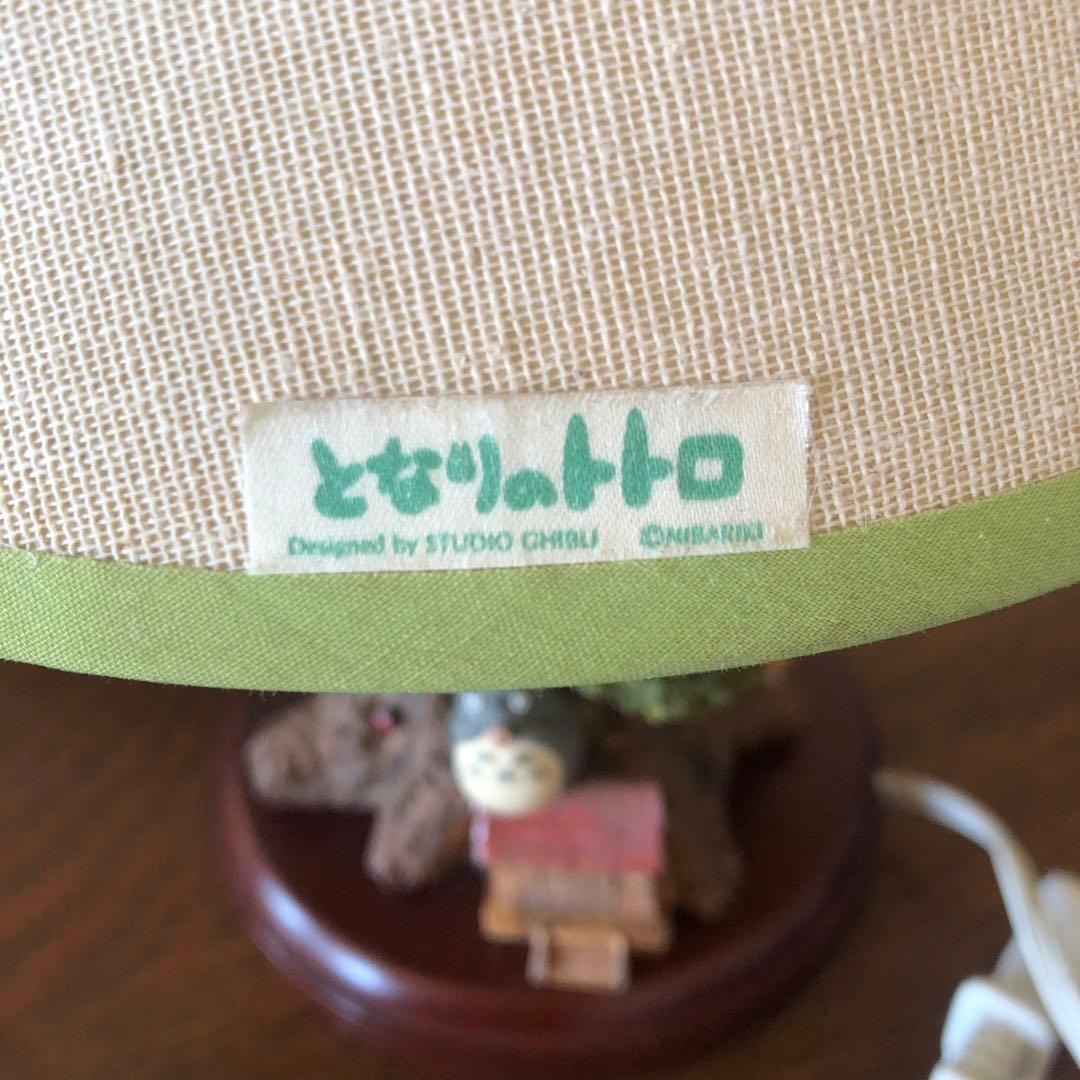 となりのトトロ
Designed by STUDIO GHIBLI ©NIBARIKI